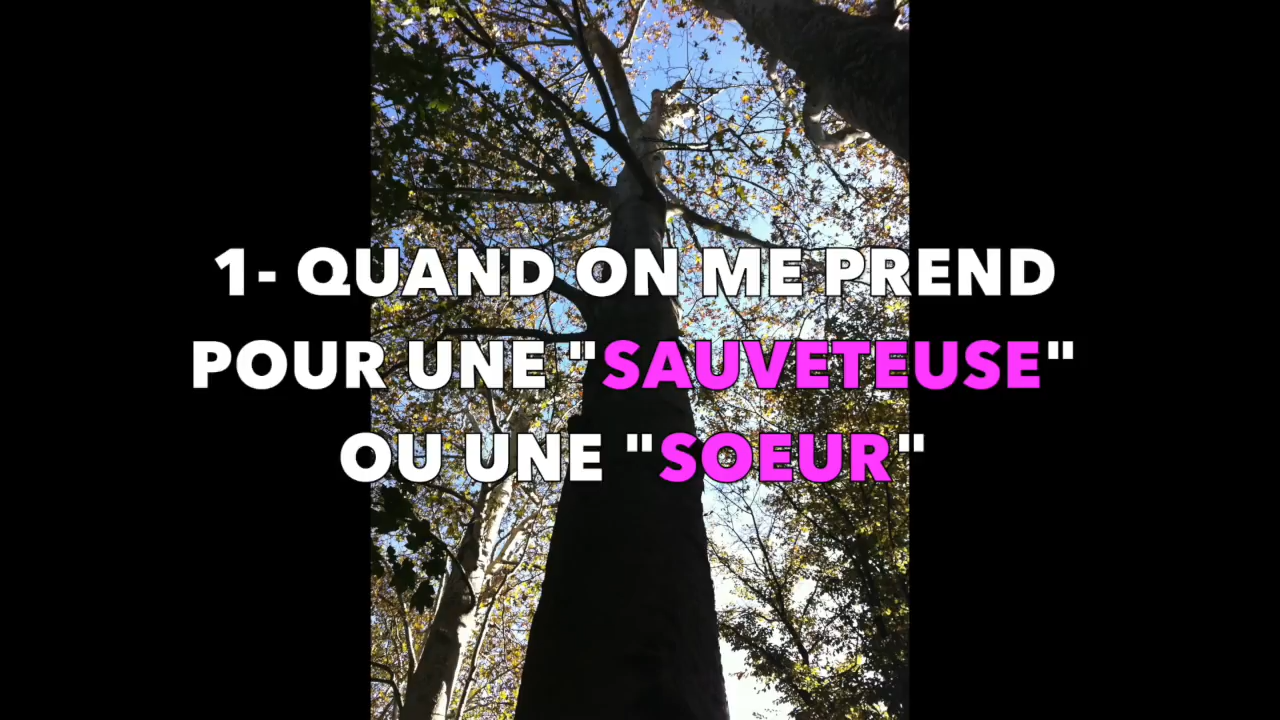 1- QUAND ON ME PREND
POUR UNE "SAUVETEUSE"
OU UNE "SOEUR"